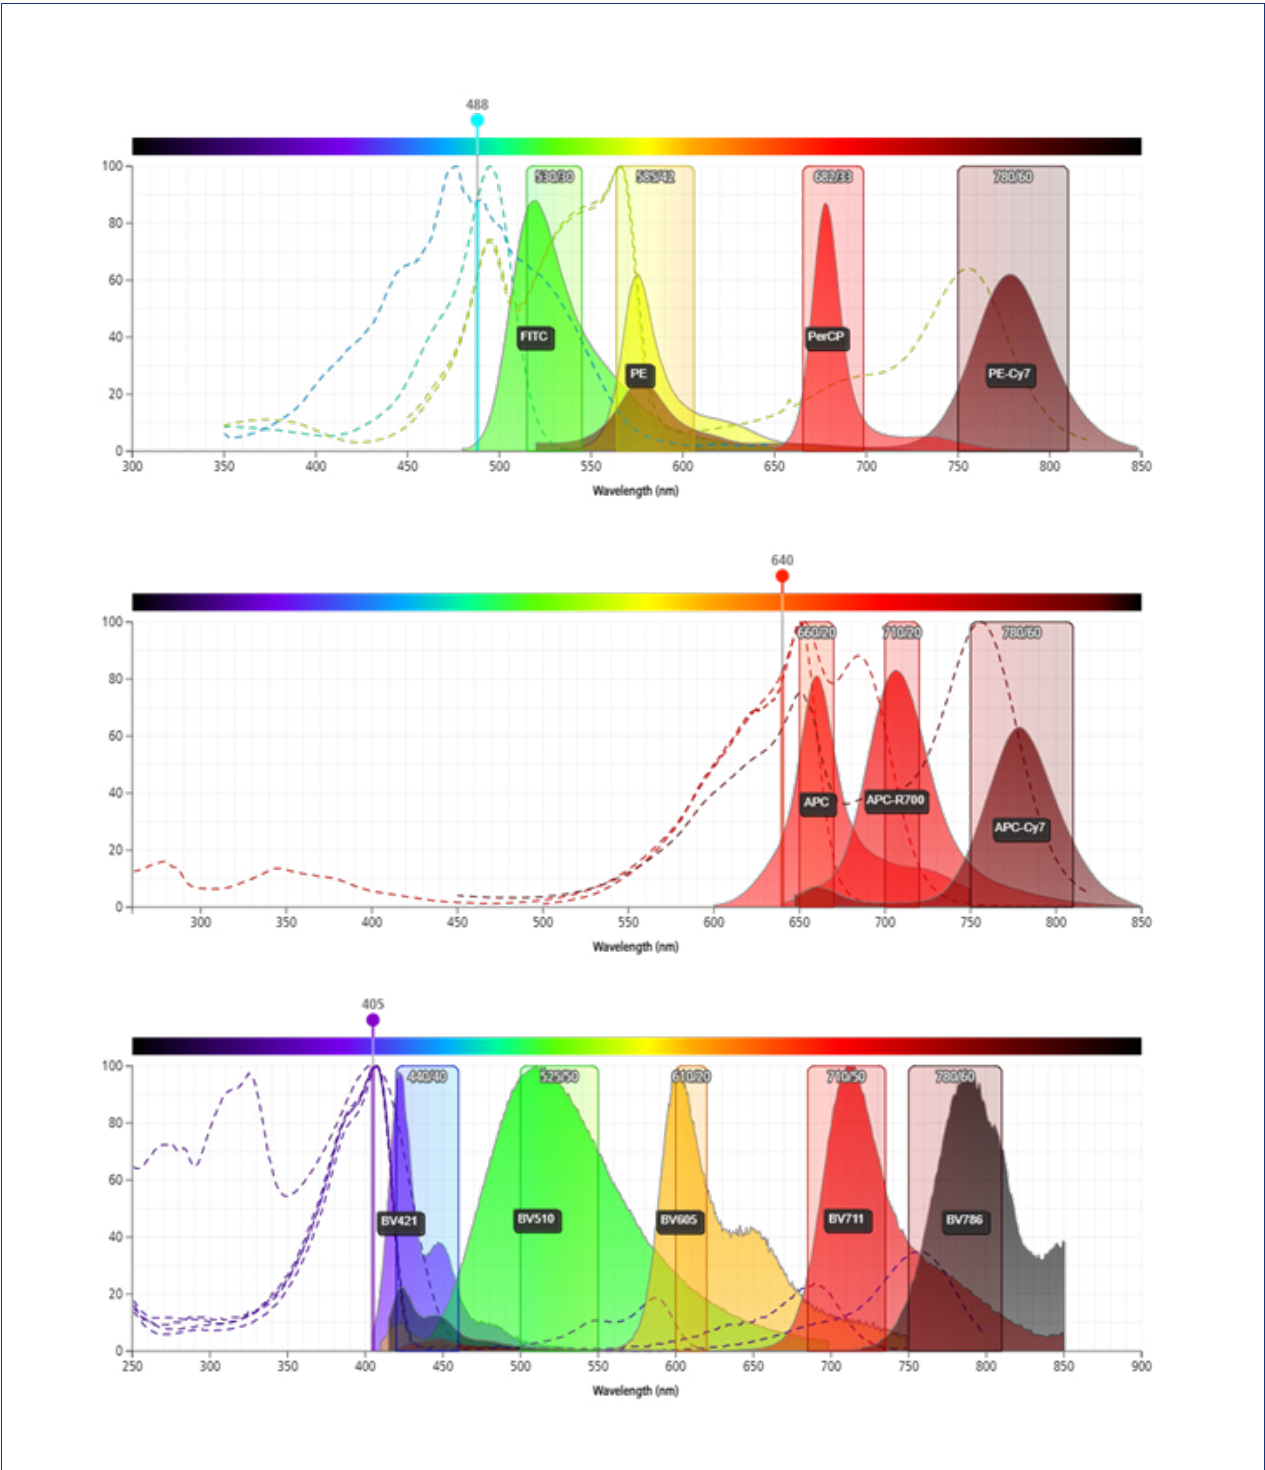 488
530/30 585/42 682/33 780/60
100
80
60
40
20
0
FITC PE PerCP PE-Cy7
300 350 400 450 500 550 600 650 700 750 800 850
Wavelength (nm)
640
660/20 710/20 780/60
100
80
60
40
20
0
APC APC-R700 APC-Cy7
300 350 400 450 500 550 600 650 700 750 800 850
Wavelength (nm)
405
440/40 525/50 610/20 710/50 780/60
100
80
60
40
20
0
BV421 BV510 BV605 BV711 BV786
250 300 350 400 450 500 550 600 650 700 750 800 850 900
Wavelength (nm)